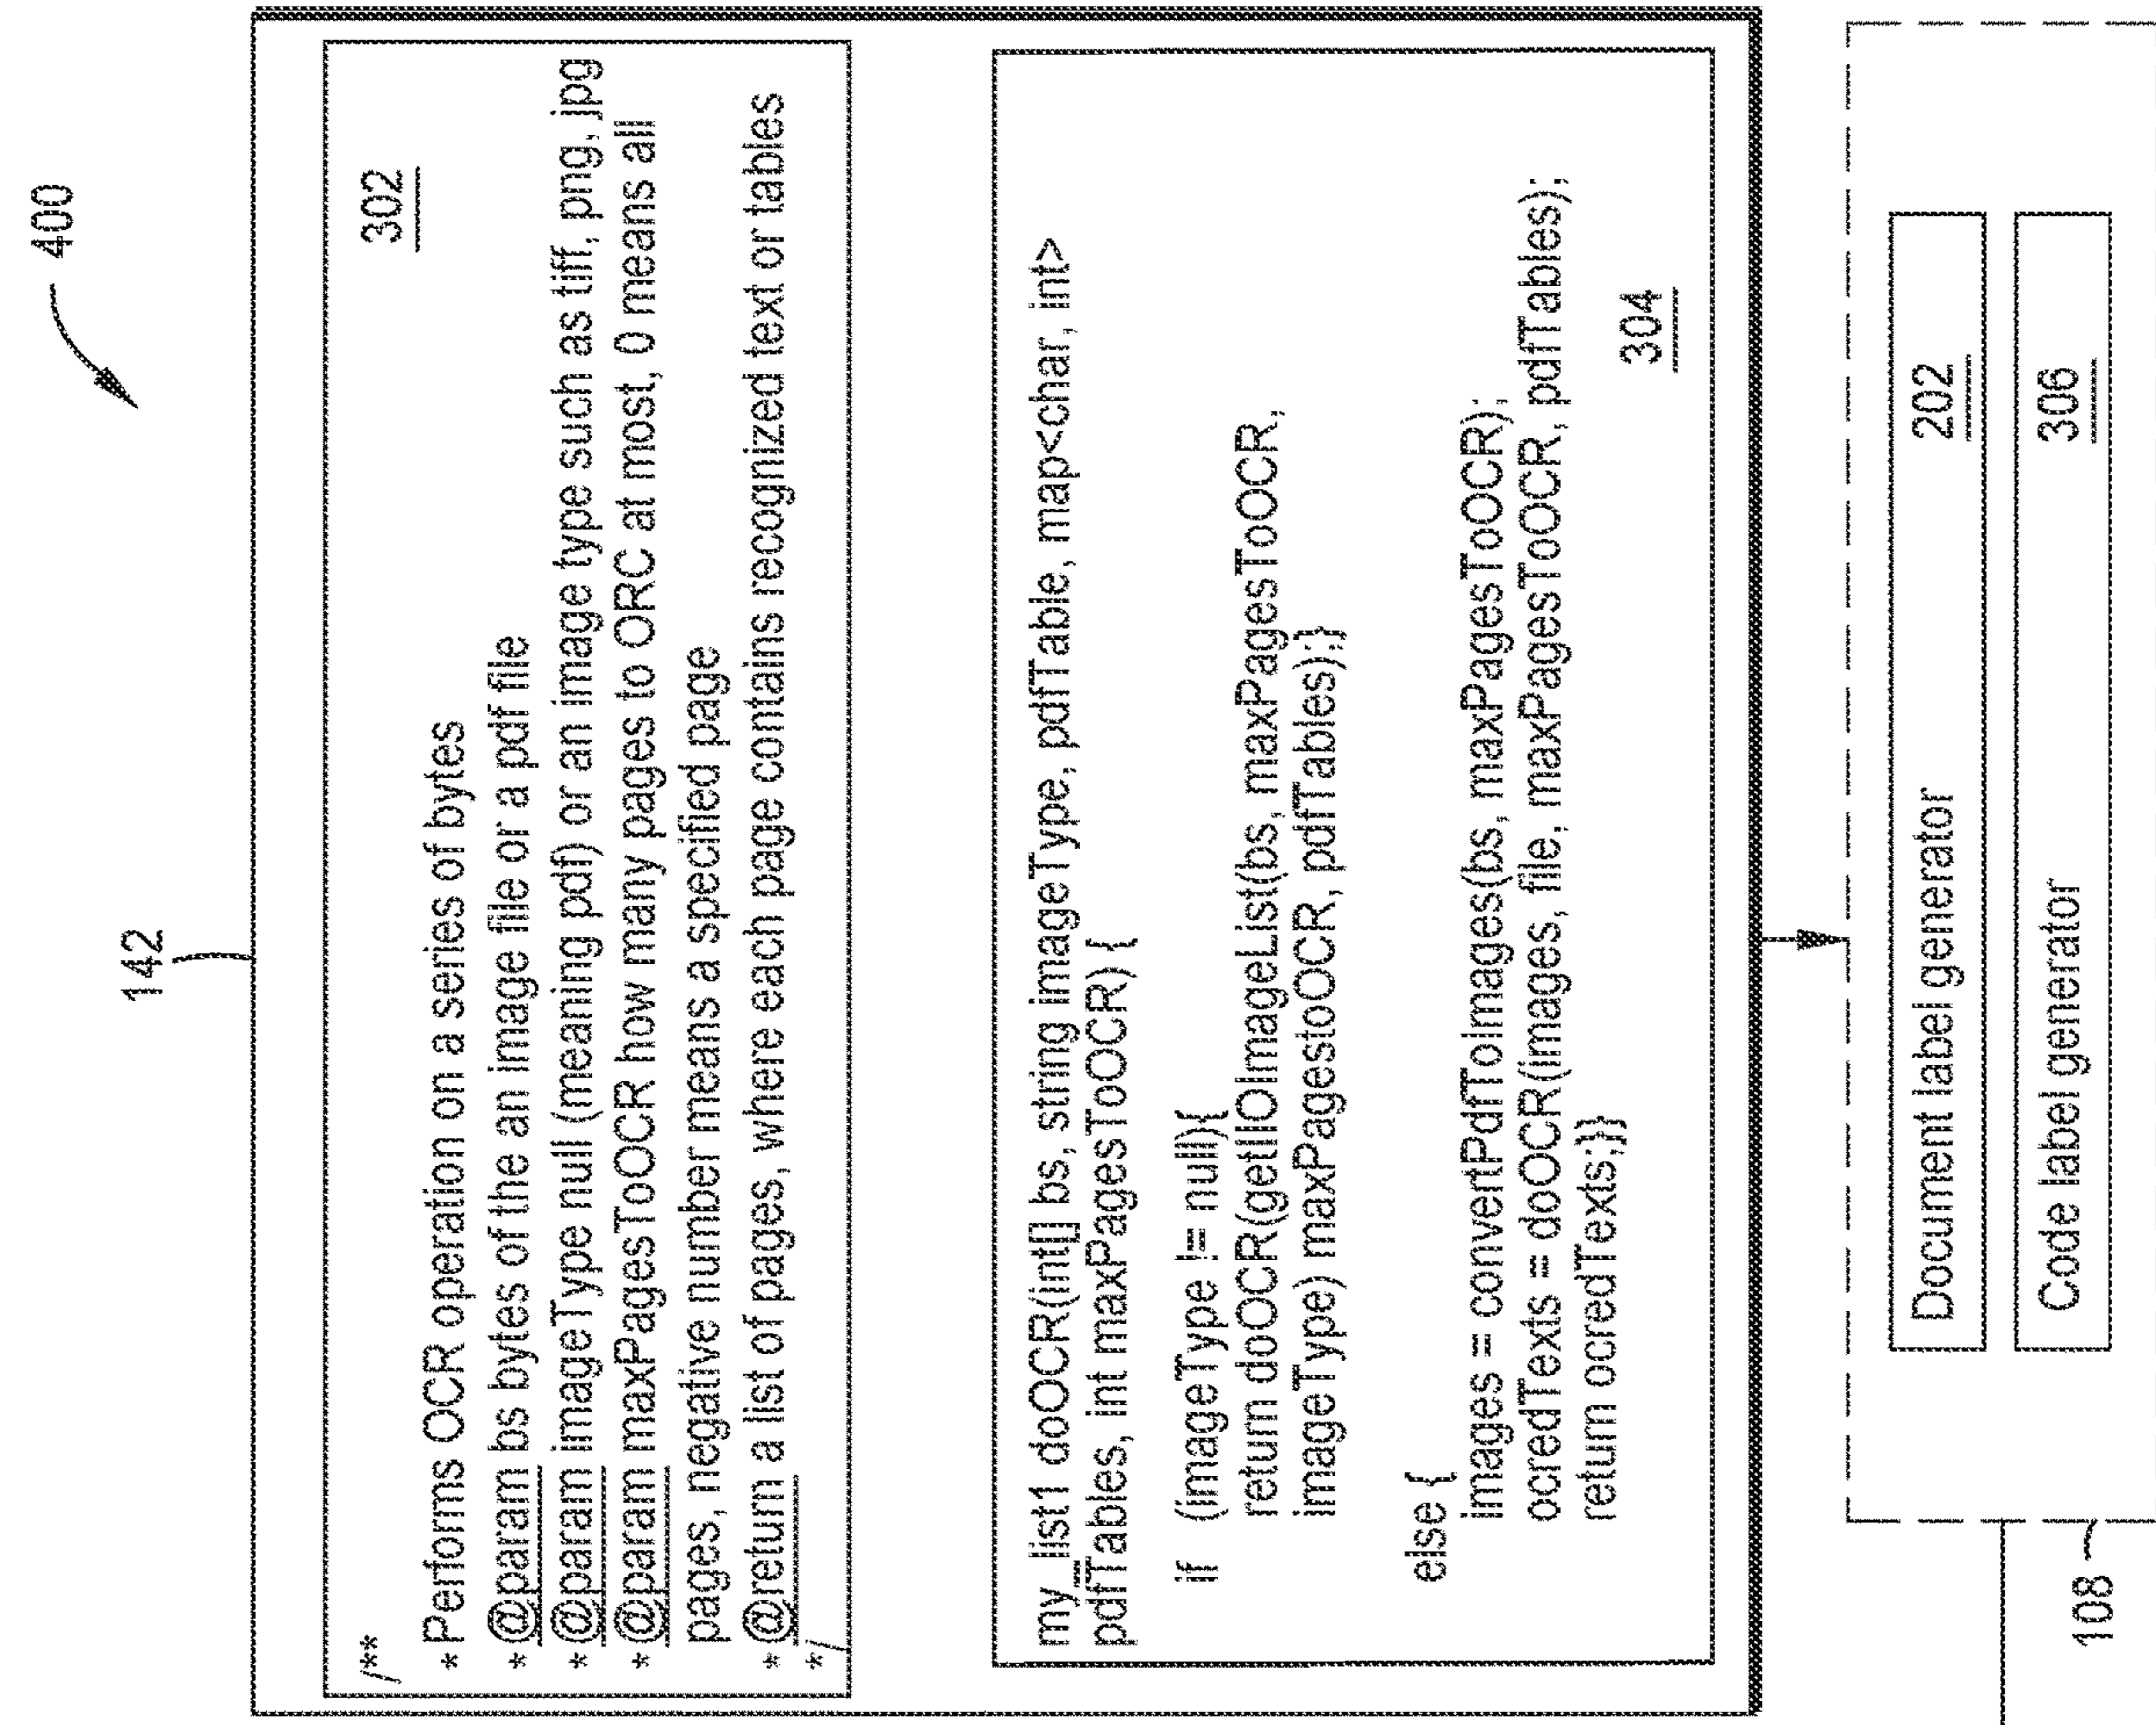 400
142
/**
302
* Performs OCR operation on a series of bytes
* @param bs bytes of the an image file or a pdf file
* @param imageType null (meaning pdf) or an image type such as tiff, png, jpg
* @param maxPagesToOCR how many pages to ORC at most, 0 means all
pages, negative number means a specified page
* @return a list of pages, where each page contains recognized text or tables
*/
my_list1 doOCR(int[] bs, string imageType, pdfTable, map<char, int>
pdfTables, int maxPagesToOCR) {
if (imageType != null){
return doOCR(getIIOImageList(bs, maxPagesToOCR,
imageType) maxPagestoOCR, pdfTables);}
else {
images = convertPdfToImages(bs, maxPagesToOCR);
ocredTexts = doOCR(images, file, maxPagesToOCR, pdfTables);
return ocredTexts;}}
304
Document label generator 202
Code label generator 306
108